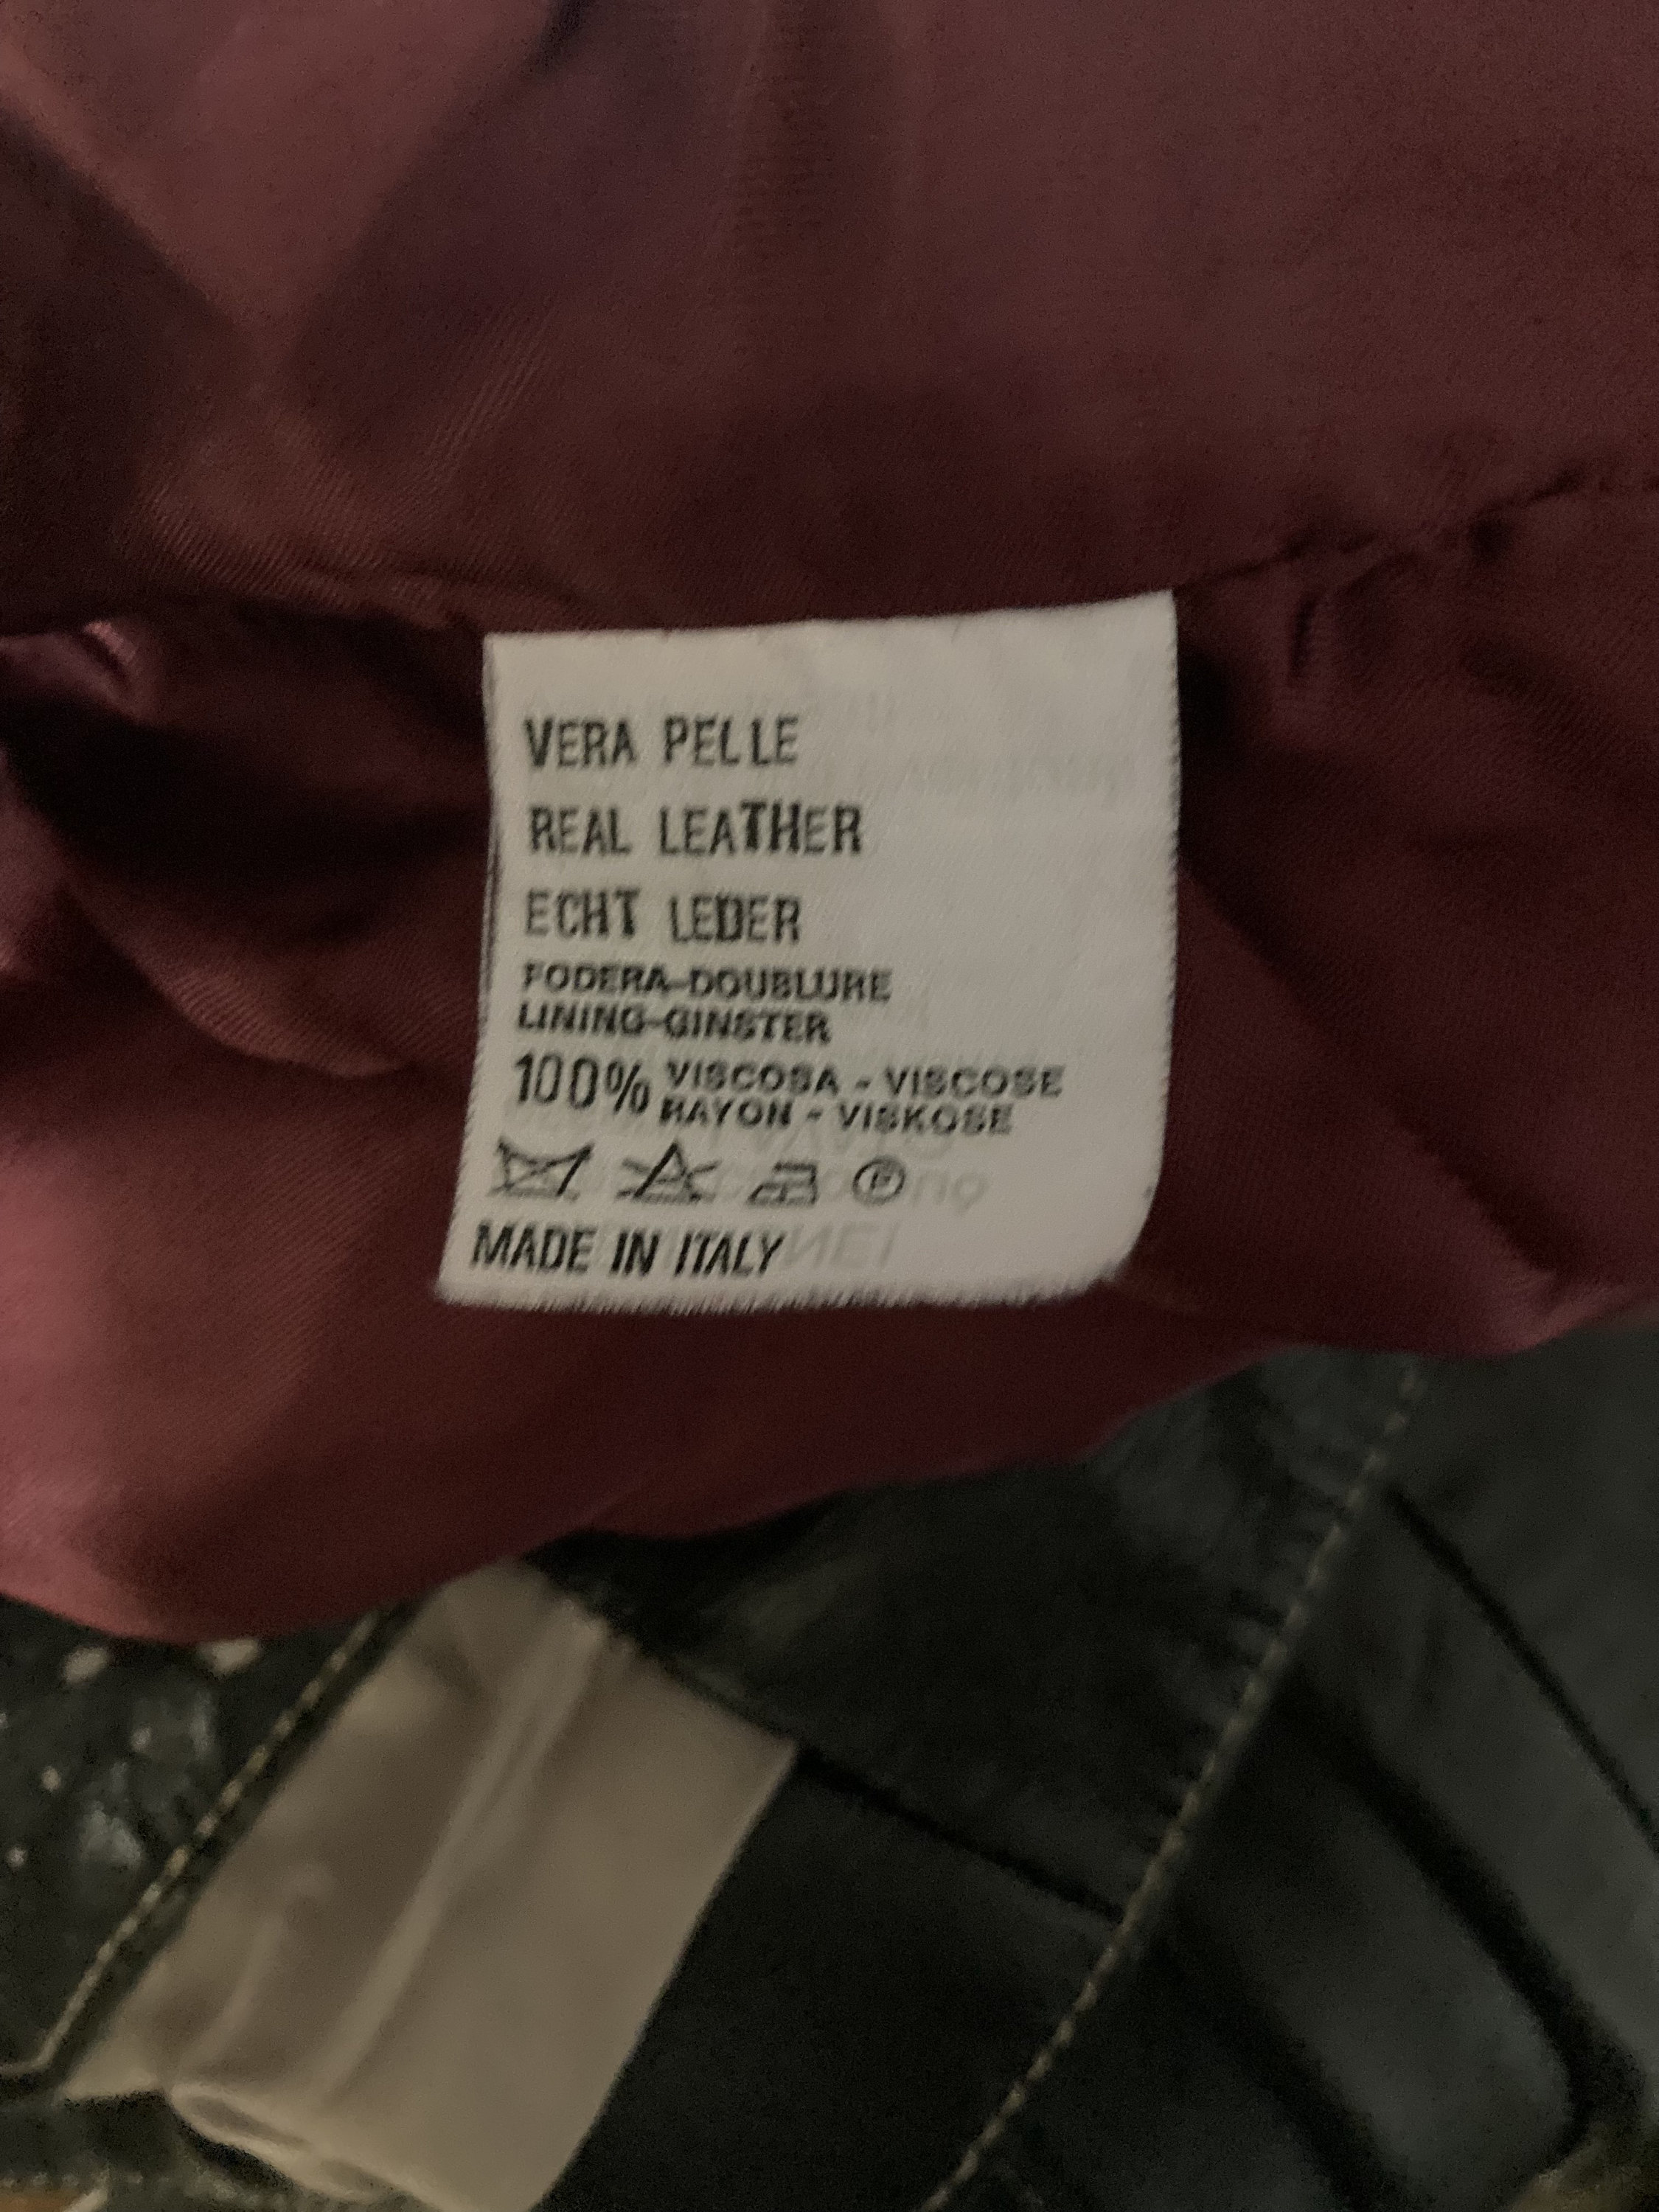 VERA PELLE
REAL LEATHER
ECHT LEDER
FODERA-DOUBLURE
LINING-GINSTER
100% VISCOSA - VISCOSE
RAYON - VISKOSE
P
MADE IN ITALY